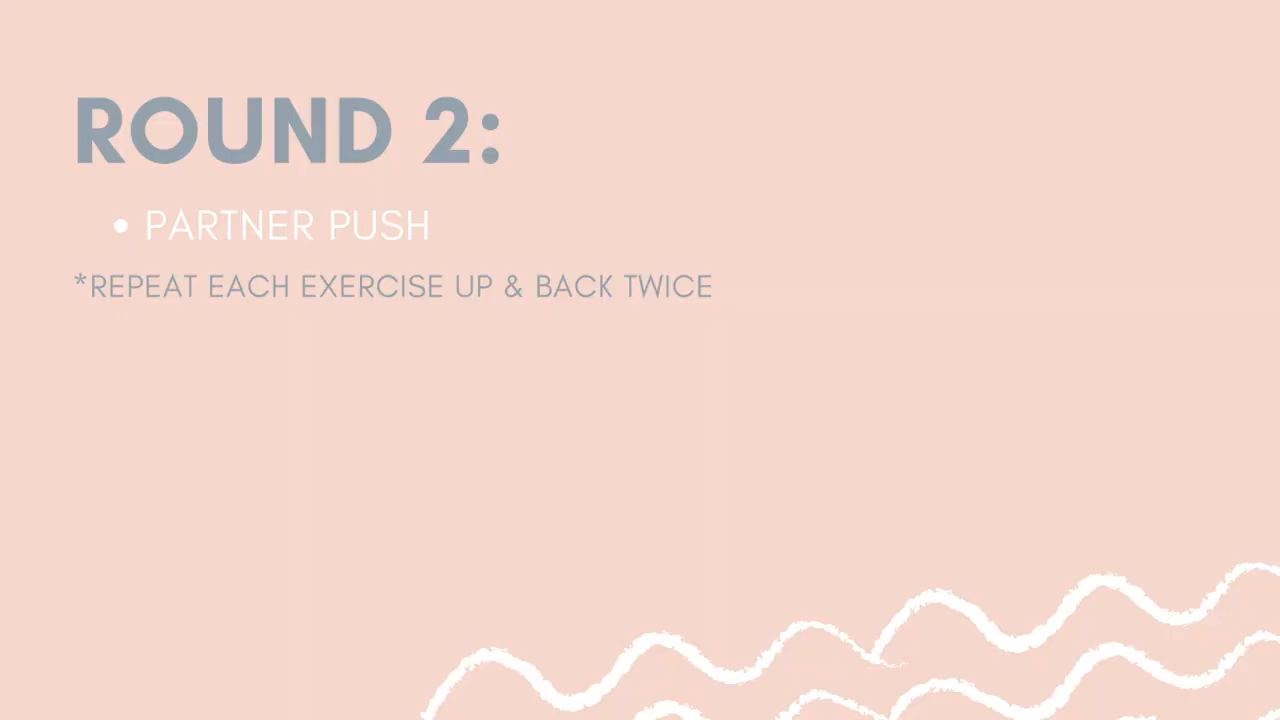 ROUND 2:
• PARTNER PUSH
*REPEAT EACH EXERCISE UP & BACK TWICE